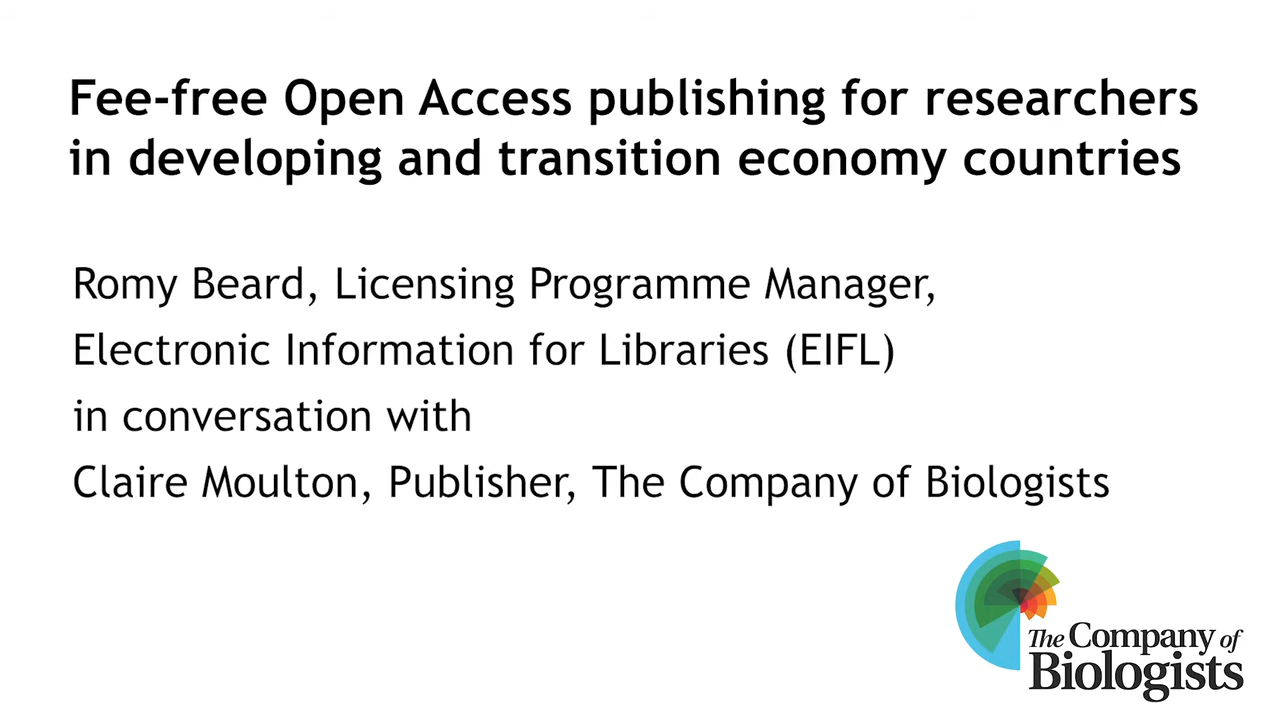 Fee-free Open Access publishing for researchers
in developing and transition economy countries
Romy Beard, Licensing Programme Manager,
Electronic Information for Libraries (EIFL)
in conversation with
Claire Moulton, Publisher, The Company of Biologists
The Company of
Biologists